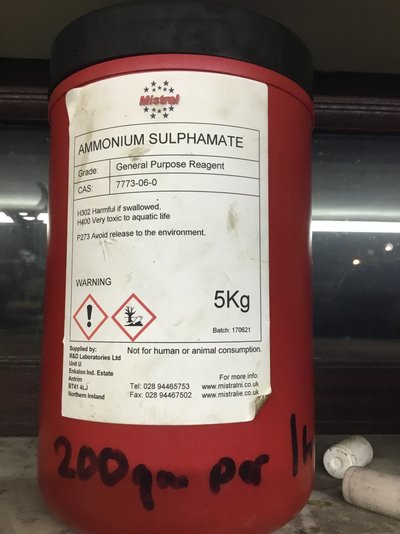 Mistral
AMMONIUM SULPHAMATE
Grade: General Purpose Reagent
CAS: 7773-06-0
H302 Harmful if swallowed.
H400 Very toxic to aquatic life
P273 Avoid release to the environment.
WARNING
5Kg
Batch: 170621
Not for human or animal consumption.
Supplied by:
R&D Laboratories Ltd
Unit U
Enkalon Ind. Estate
Antrim
BT41 4LJ
Northern Ireland
Tel: 028 94465753
Fax: 028 94467502
For more info:
www.mistralni.co.uk
www.mistralie.co.uk
200gm per